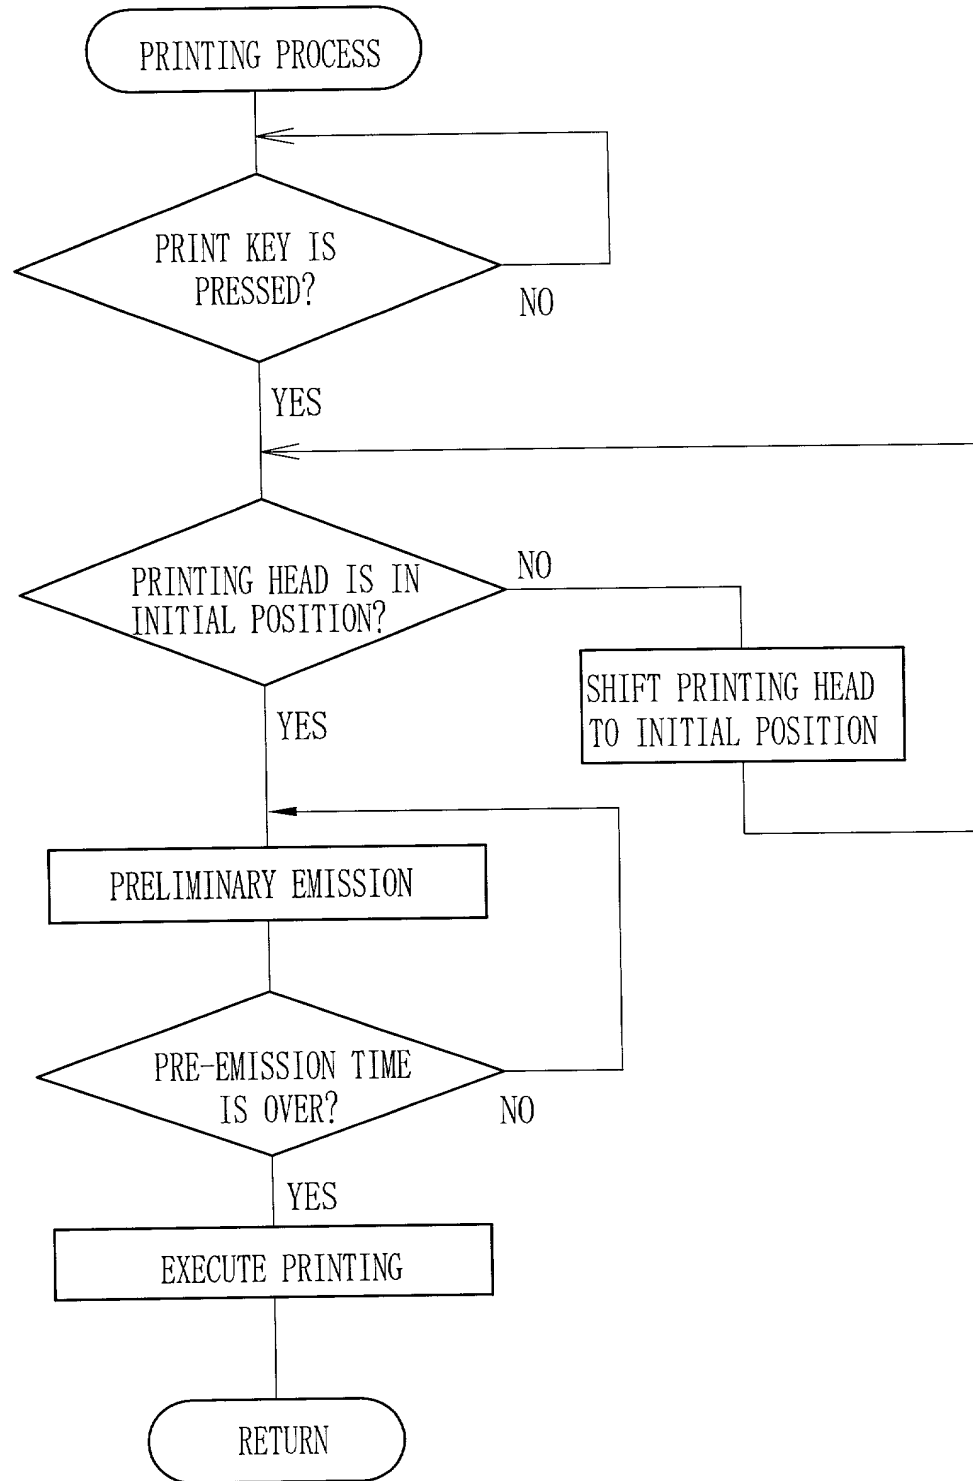 PRINTING PROCESS
PRINT KEY IS
PRESSED?
NO
YES
PRINTING HEAD IS IN
INITIAL POSITION?
NO
SHIFT PRINTING HEAD
TO INITIAL POSITION
YES
PRELIMINARY EMISSION
PRE-EMISSION TIME
IS OVER?
NO
YES
EXECUTE PRINTING
RETURN